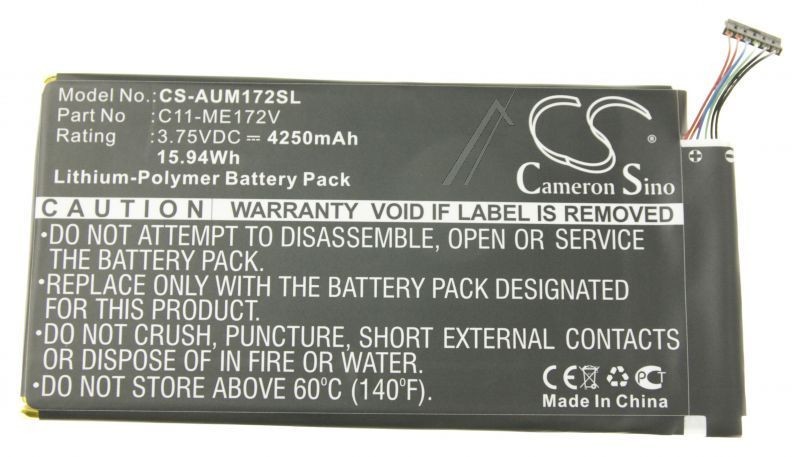 Model No.: CS-AUM172SL
Part No : C11-ME172V
Rating : 3.75VDC ⎓ 4250mAh
15.94Wh
Lithium-Polymer Battery Pack
CS
Cameron Sino
CAUTION WARRANTY VOID IF LABEL IS REMOVED
•DO NOT ATTEMPT TO DISASSEMBLE, OPEN OR SERVICE
THE BATTERY PACK.
•REPLACE ONLY WITH THE BATTERY PACK DESIGNATED
FOR THIS PRODUCT.
•DO NOT CRUSH, PUNCTURE, SHORT EXTERNAL CONTACTS
OR DISPOSE OF IN FIRE OR WATER.
•DO NOT STORE ABOVE 60°C (140°F).
CE FC PCT
Made In China